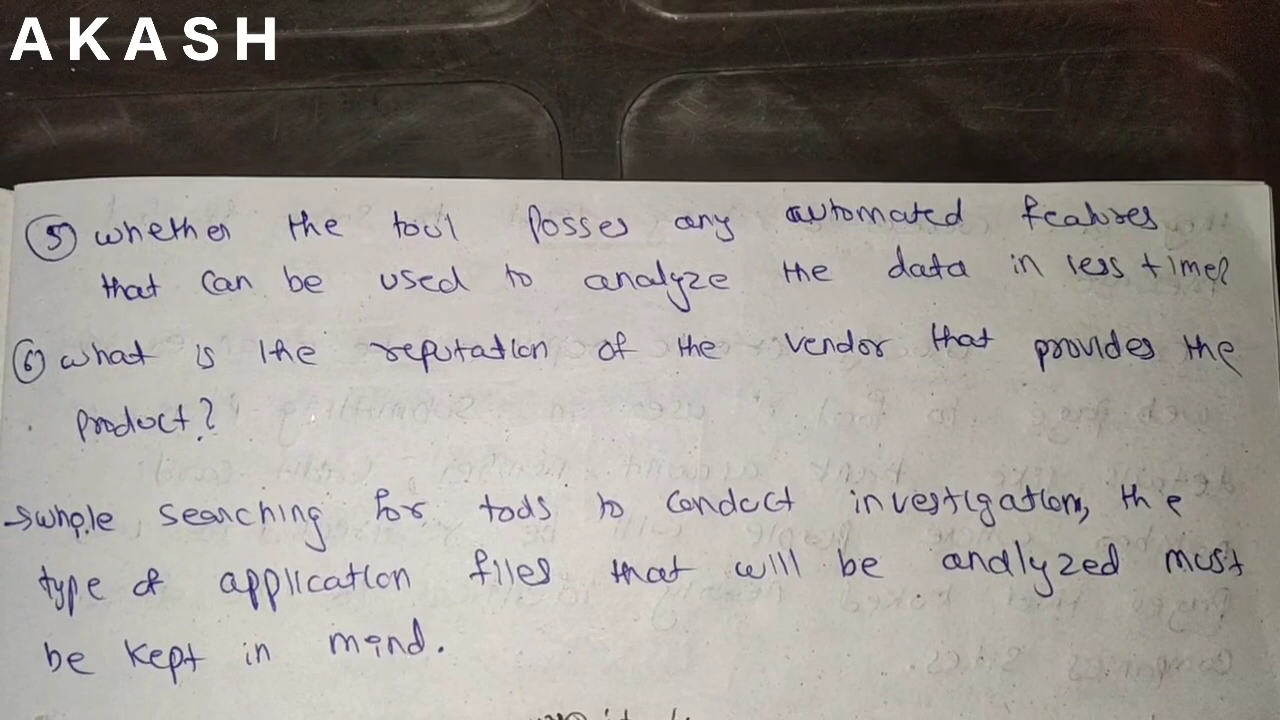 AKASH
⑤ whether the tool posses any automated features
that can be used to analyze the data in less time?
⑥ what is the reputation of the vendor that provides the
product?
→ while searching for tools to conduct investigation, the
type of application files that will be analyzed must
be kept in mind.